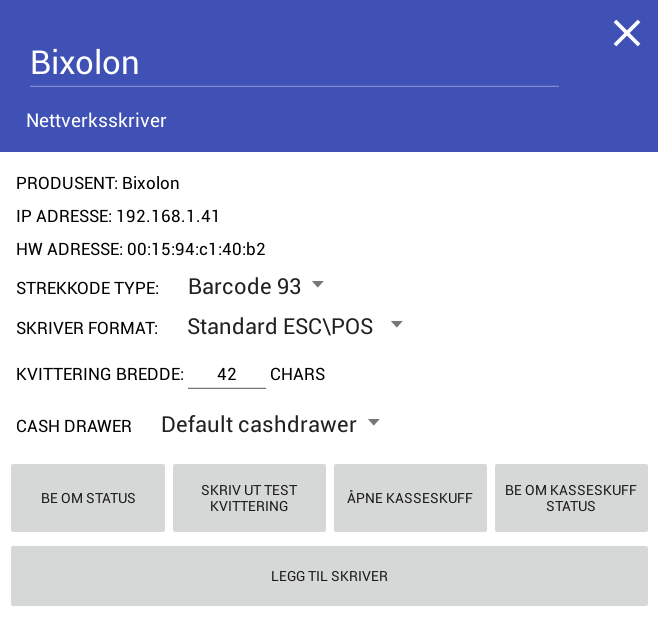 Bixolon
Nettverksskriver
PRODUSENT: Bixolon
IP ADRESSE: 192.168.1.41
HW ADRESSE: 00:15:94:c1:40:b2
STREKKODE TYPE: Barcode 93
SKRIVER FORMAT: Standard ESC\POS
KVITTERING BREDDE: 42 CHARS
CASH DRAWER Default cashdrawer
BE OM STATUS
SKRIV UT TEST
KVITTERING
ÅPNE KASSESKUFF
BE OM KASSESKUFF
STATUS
LEGG TIL SKRIVER